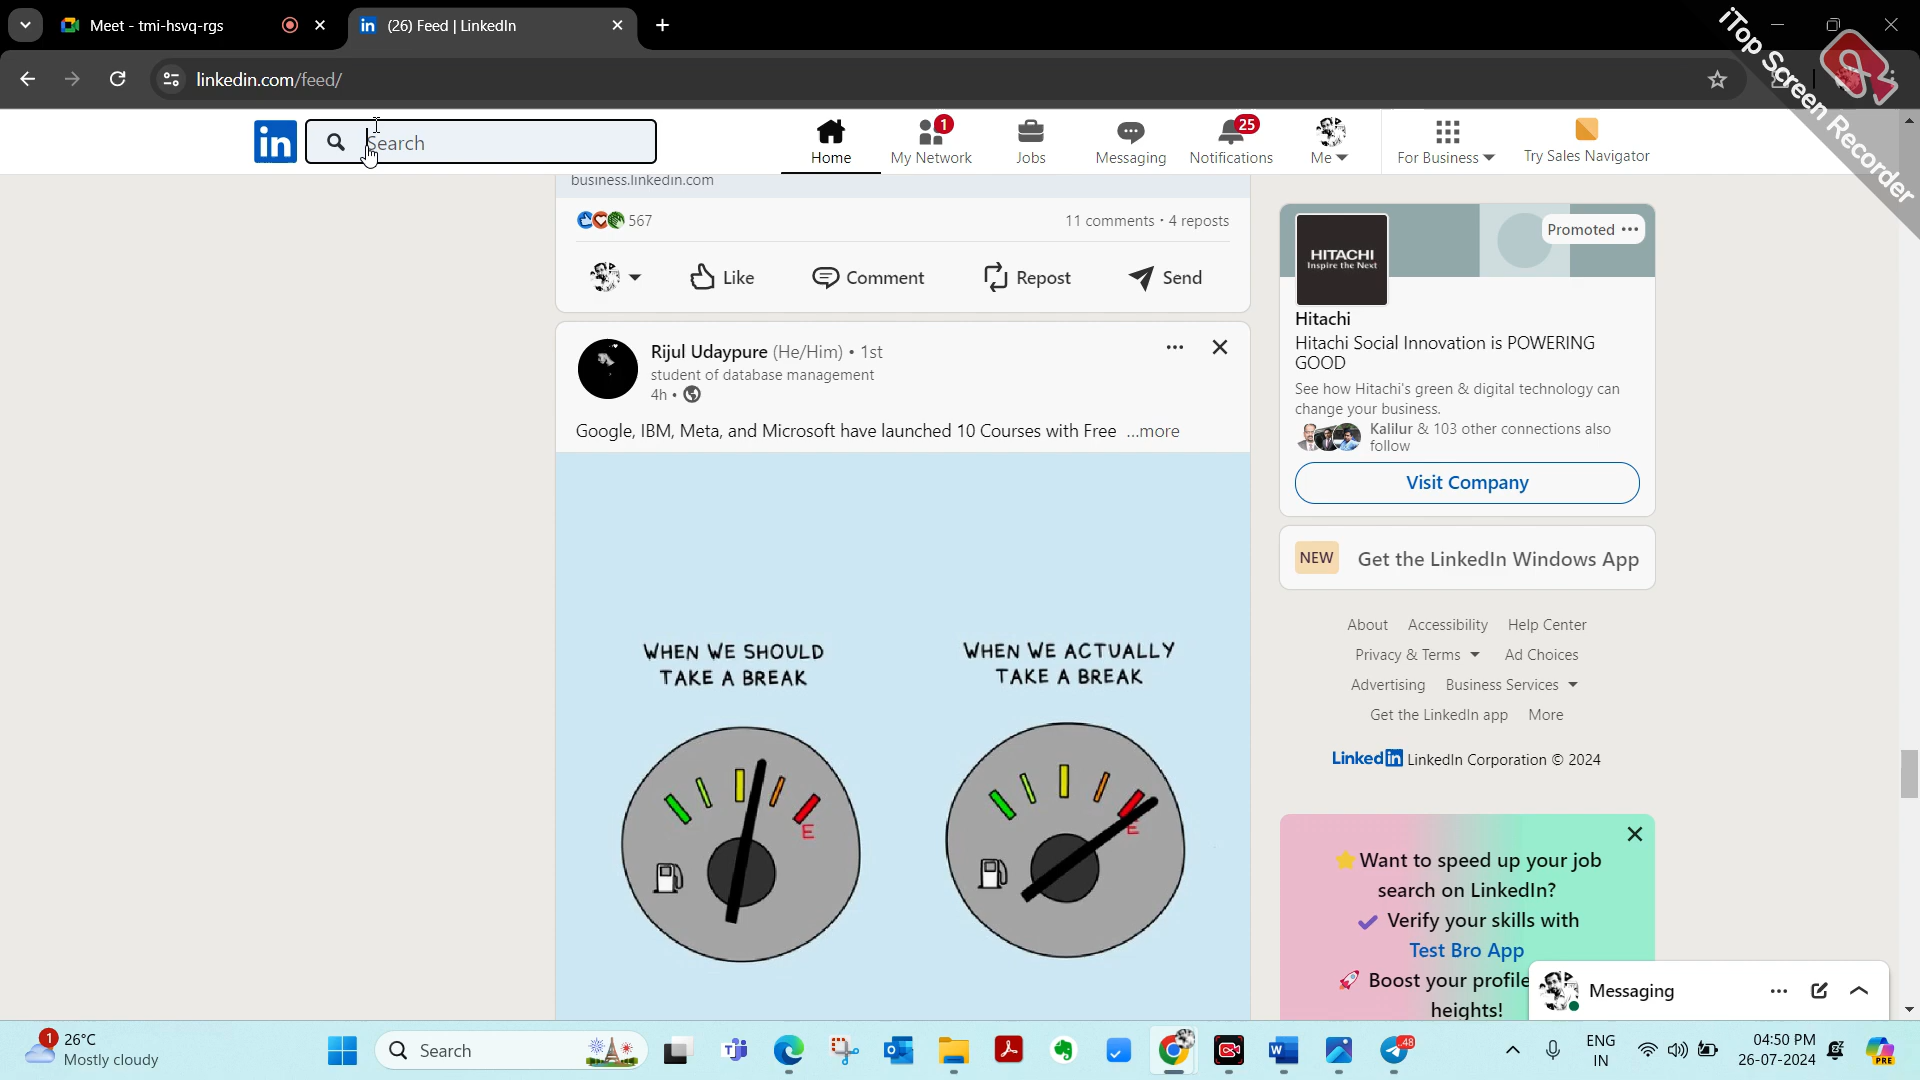 Meet - tmi-hsvq-rgs
(26) Feed | LinkedIn
linkedin.com/feed/
iTop Screen Recorder
in
Search
Home
1
My Network
Jobs
Messaging
25
Notifications
Me
For Business
Try Sales Navigator
business.linkedin.com
567
11 comments • 4 reposts
Like
Comment
Repost
Send
Rijul Udaypure (He/Him) • 1st
student of database management
4h •
Google, IBM, Meta, and Microsoft have launched 10 Courses with Free ...more
WHEN WE SHOULD
TAKE A BREAK
E
WHEN WE ACTUALLY
TAKE A BREAK
E
Promoted
HITACHI
Inspire the Next
Hitachi
Hitachi Social Innovation is POWERING
GOOD
See how Hitachi's green & digital technology can
change your business.
Kalilur & 103 other connections also
follow
Visit Company
NEW Get the LinkedIn Windows App
About Accessibility Help Center
Privacy & Terms Ad Choices
Advertising Business Services
Get the LinkedIn app More
LinkedIn LinkedIn Corporation © 2024
Want to speed up your job
search on LinkedIn?
Verify your skills with
Test Bro App
Boost your profile
heights!
Messaging
1
26°C
Mostly cloudy
Search
48
ENG
IN
04:50 PM
26-07-2024
PRE